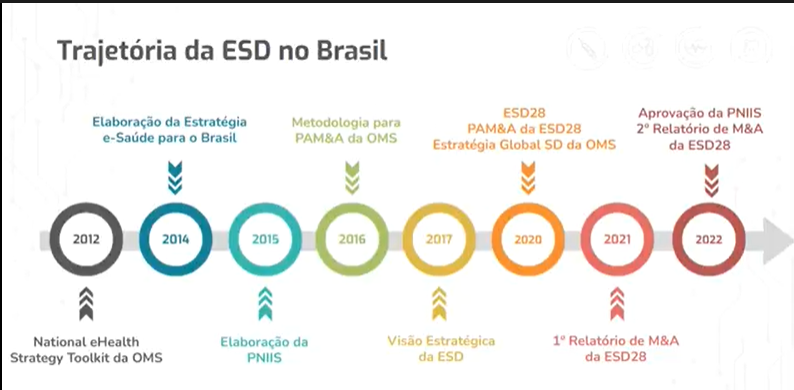 Trajetória da ESD no Brasil
Elaboração da Estratégia
e-Saúde para o Brasil
Metodologia para
PAM&A da OMS
ESD28
PAM&A da ESD28
Estratégia Global SD da OMS
Aprovação da PNIIS
2º Relatório de M&A
da ESD28
2012
2014
2015
2016
2017
2020
2021
2022
National eHealth
Strategy Toolkit da OMS
Elaboração da
PNIIS
Visão Estratégica
da ESD
1º Relatório de M&A
da ESD28